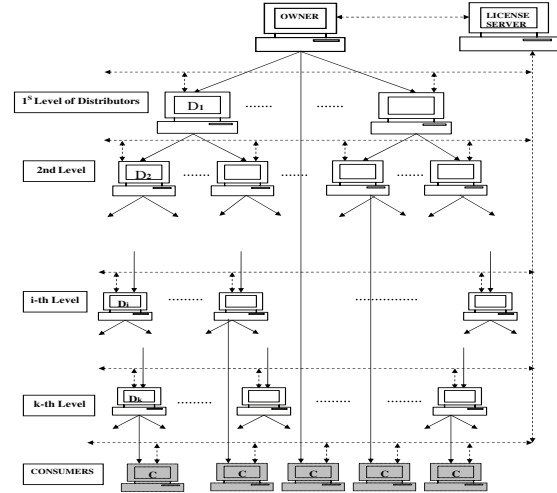 OWNER
LICENSE
SERVER
1S Level of Distributors
D1
2nd Level
D2
i-th Level
Di
k-th Level
Dk
CONSUMERS
C
C
C
C
C